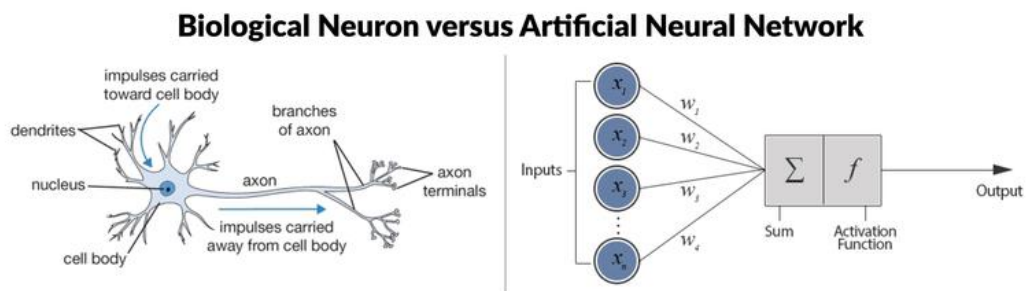 Biological Neuron versus Artificial Neural Network
impulses carried
toward cell body
dendrites
nucleus
cell body
axon
impulses carried
away from cell body
branches
of axon
axon
terminals
Inputs
x1
x2
x3
xn
w1
w2
w3
w4
Σ
f
Sum
Activation
Function
Output